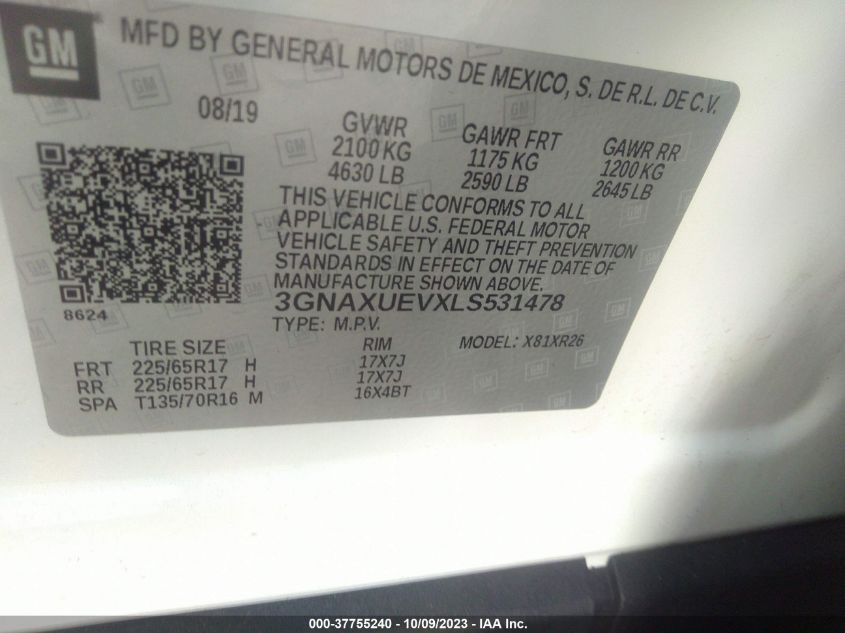 GM
MFD BY GENERAL MOTORS DE MEXICO, S. DE R.L. DE C.V.
08/19
GVWR GAWR FRT GAWR RR
2100 KG 1175 KG 1200 KG
4630 LB 2590 LB 2645 LB
THIS VEHICLE CONFORMS TO ALL
APPLICABLE U.S. FEDERAL MOTOR
VEHICLE SAFETY AND THEFT PREVENTION
STANDARDS IN EFFECT ON THE DATE OF
MANUFACTURE SHOWN ABOVE.
8624
3GNAXUEVXLS531478
TYPE: M.P.V.
TIRE SIZE RIM MODEL: X81XR26
FRT 225/65R17 H 17X7J
RR 225/65R17 H 17X7J
SPA T135/70R16 M 16X4BT
000-37755240 - 10/09/2023 - IAA Inc.